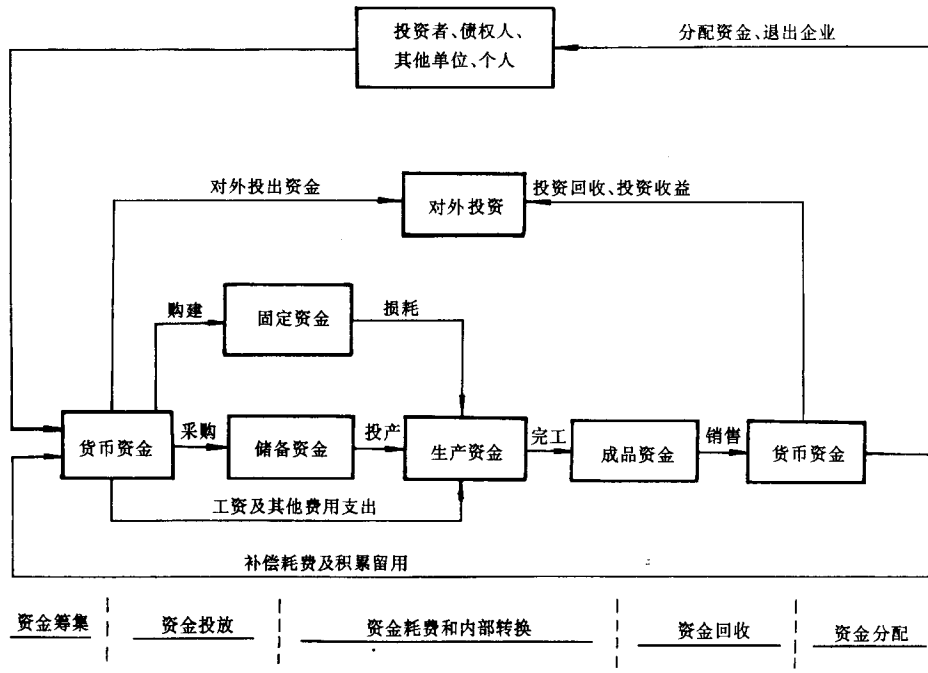 投资者、债权人、
其他单位、个人
分配资金、退出企业
对外投出资金
对外投资
投资回收、投资收益
购建
固定资金
损耗
货币资金
采购
储备资金
投产
生产资金
完工
成品资金
销售
货币资金
工资及其他费用支出
补偿耗费及积累留用
资金筹集
资金投放
资金耗费和内部转换
资金回收
资金分配